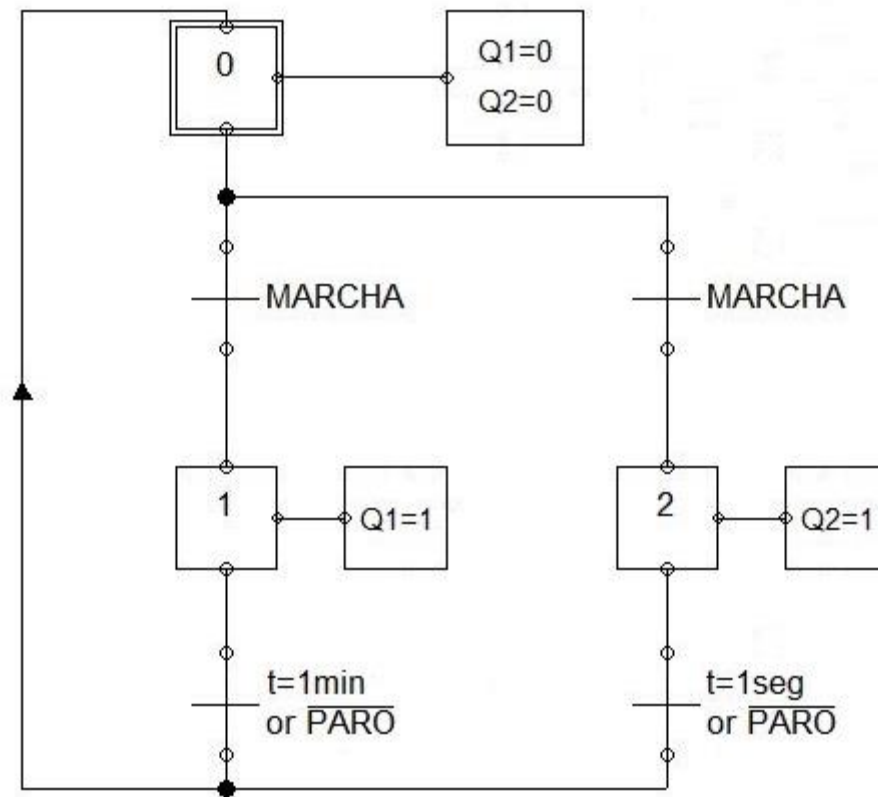 0
Q1=0
Q2=0
MARCHA
MARCHA
1
Q1=1
2
Q2=1
t=1min
or PARO
t=1seg
or PARO